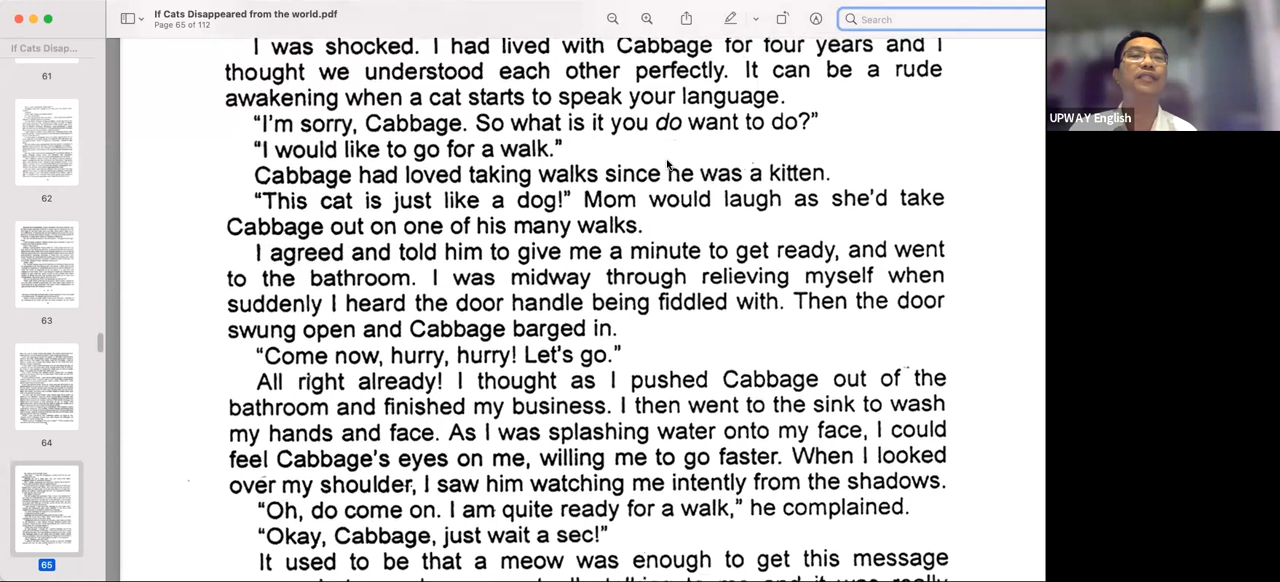 If Cats Disappeared from the world.pdf
Page 65 of 112
Search
If Cats Disap...
61
62
63
64
65
UPWAY English
I was shocked. I had lived with Cabbage for four years and I
thought we understood each other perfectly. It can be a rude
awakening when a cat starts to speak your language.
“I'm sorry, Cabbage. So what is it you do want to do?”
“I would like to go for a walk.”
Cabbage had loved taking walks since he was a kitten.
“This cat is just like a dog!” Mom would laugh as she'd take
Cabbage out on one of his many walks.
I agreed and told him to give me a minute to get ready, and went
to the bathroom. I was midway through relieving myself when
suddenly I heard the door handle being fiddled with. Then the door
swung open and Cabbage barged in.
“Come now, hurry, hurry! Let's go.”
All right already! I thought as I pushed Cabbage out of the
bathroom and finished my business. I then went to the sink to wash
my hands and face. As I was splashing water onto my face, I could
feel Cabbage's eyes on me, willing me to go faster. When I looked
over my shoulder, I saw him watching me intently from the shadows.
“Oh, do come on. I am quite ready for a walk,” he complained.
“Okay, Cabbage, just wait a sec!”
It used to be that a meow was enough to get this message